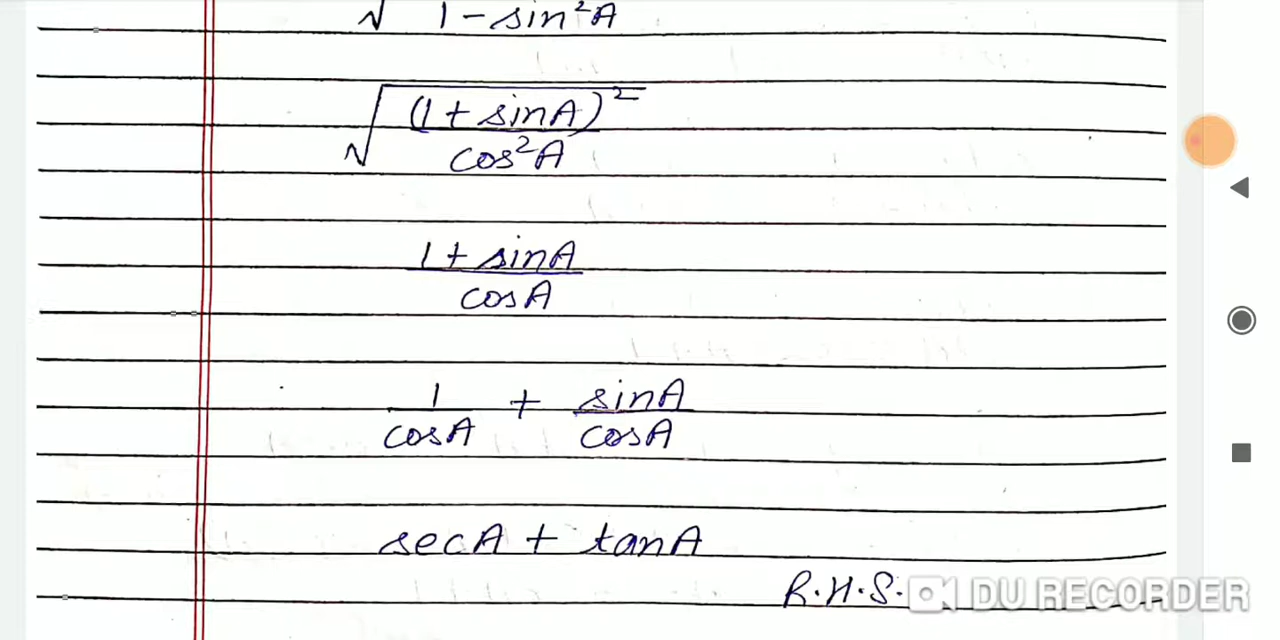 √ 1 - sin²A
√ (1 + sinA)²
cos²A
1 + sinA
cosA
1 + sinA
cosA cosA
secA + tanA
R.H.S.
DU RECORDER